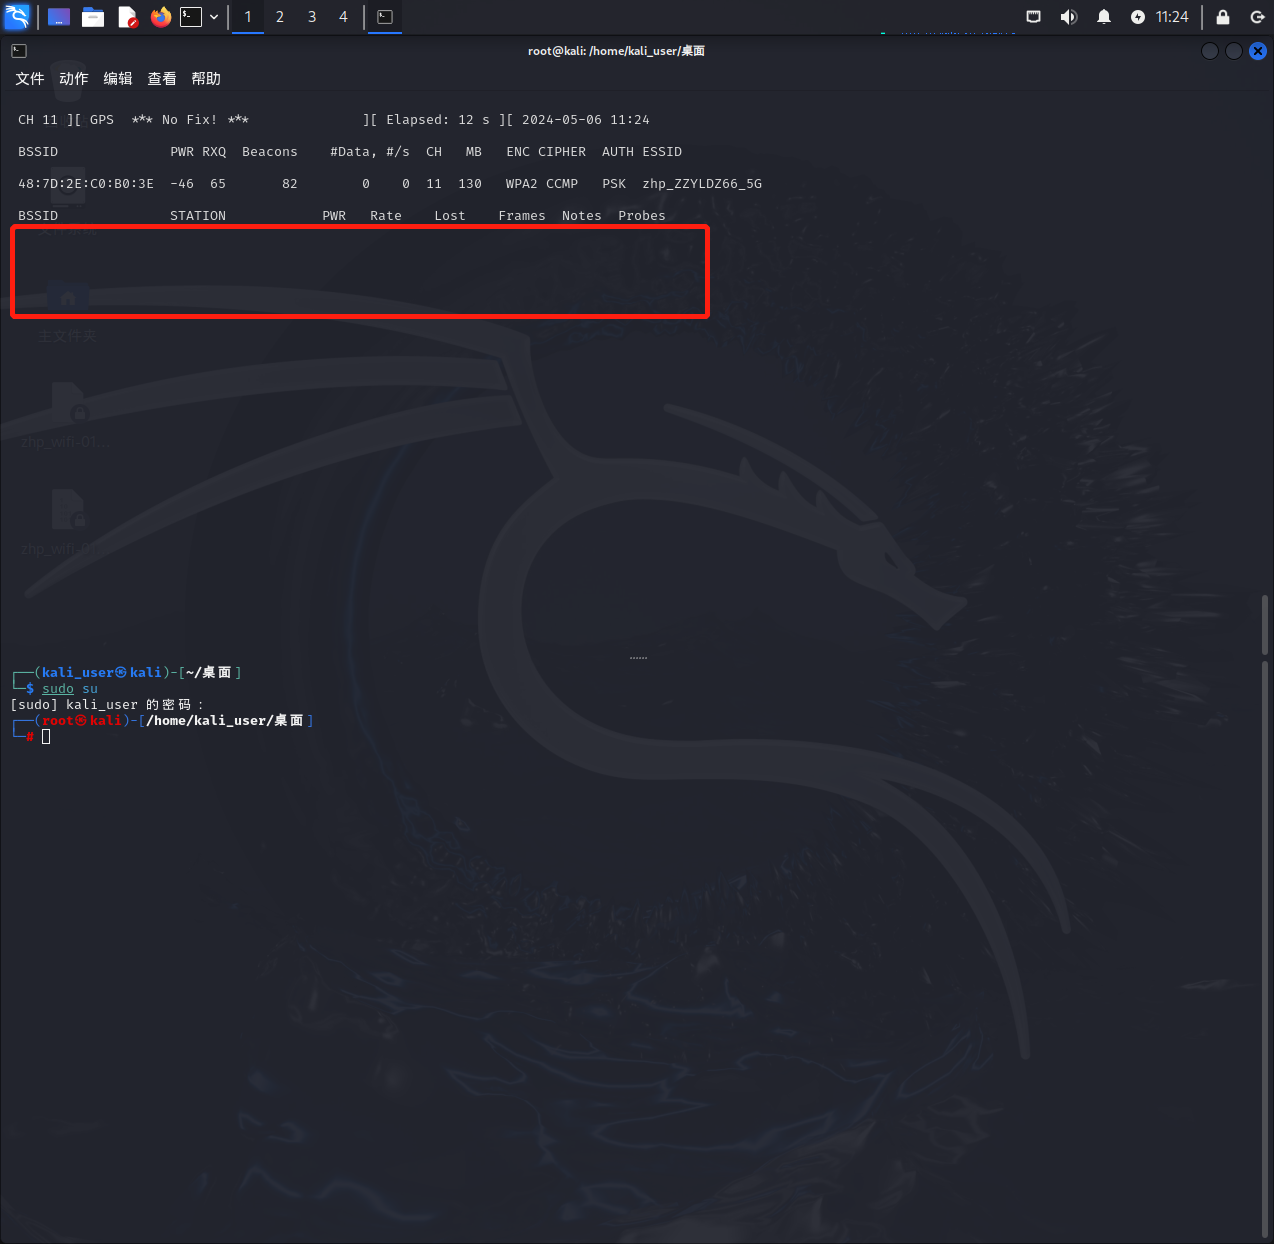 1 2 3 4 11:24
root@kali: /home/kali_user/桌面
文件 动作 编辑 查看 帮助
CH 11 ][ GPS *** No Fix! *** ][ Elapsed: 12 s ][ 2024-05-06 11:24
BSSID PWR RXQ Beacons #Data, #/s CH MB ENC CIPHER AUTH ESSID
48:7D:2E:C0:B0:3E -46 65 82 0 0 11 130 WPA2 CCMP PSK zhp_ZZYLDZ66_5G
BSSID STATION PWR Rate Lost Frames Notes Probes
主文件夹
zhp_wifi-01...
zhp_wifi-01
┌──(kali_user㉿kali)-[~/桌面]
└─$ sudo su
[sudo] kali_user 的密码：
┌──(root㉿kali)-[/home/kali_user/桌面]
└─#